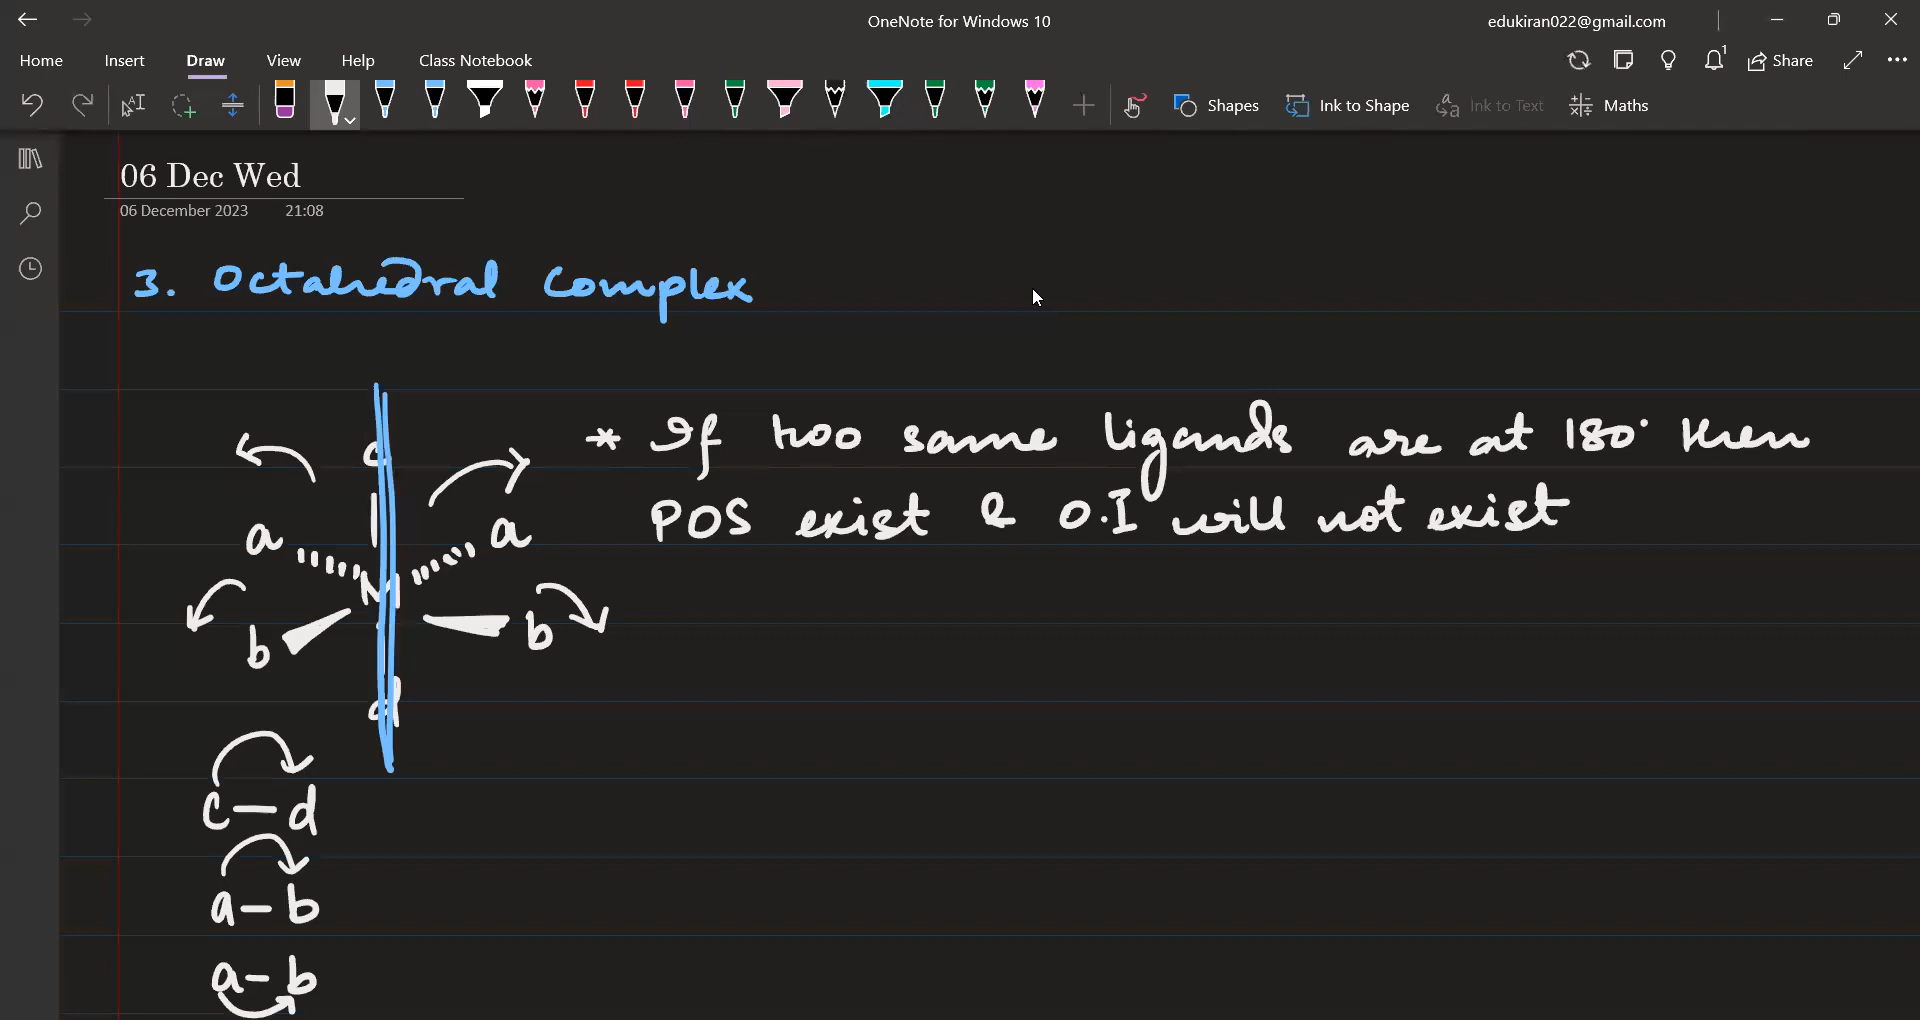 OneNote for Windows 10
edukiran022@gmail.com
Home Insert Draw View Help Class Notebook
1
Share
Shapes Ink to Shape Ink to Text Maths
06 Dec Wed
06 December 2023 21:08
3. Octahedral Complex
* If two same ligands are at 180° then
POS exist & O.I will not exist
c
a a
M
b b
d
c-d
a-b
a-b